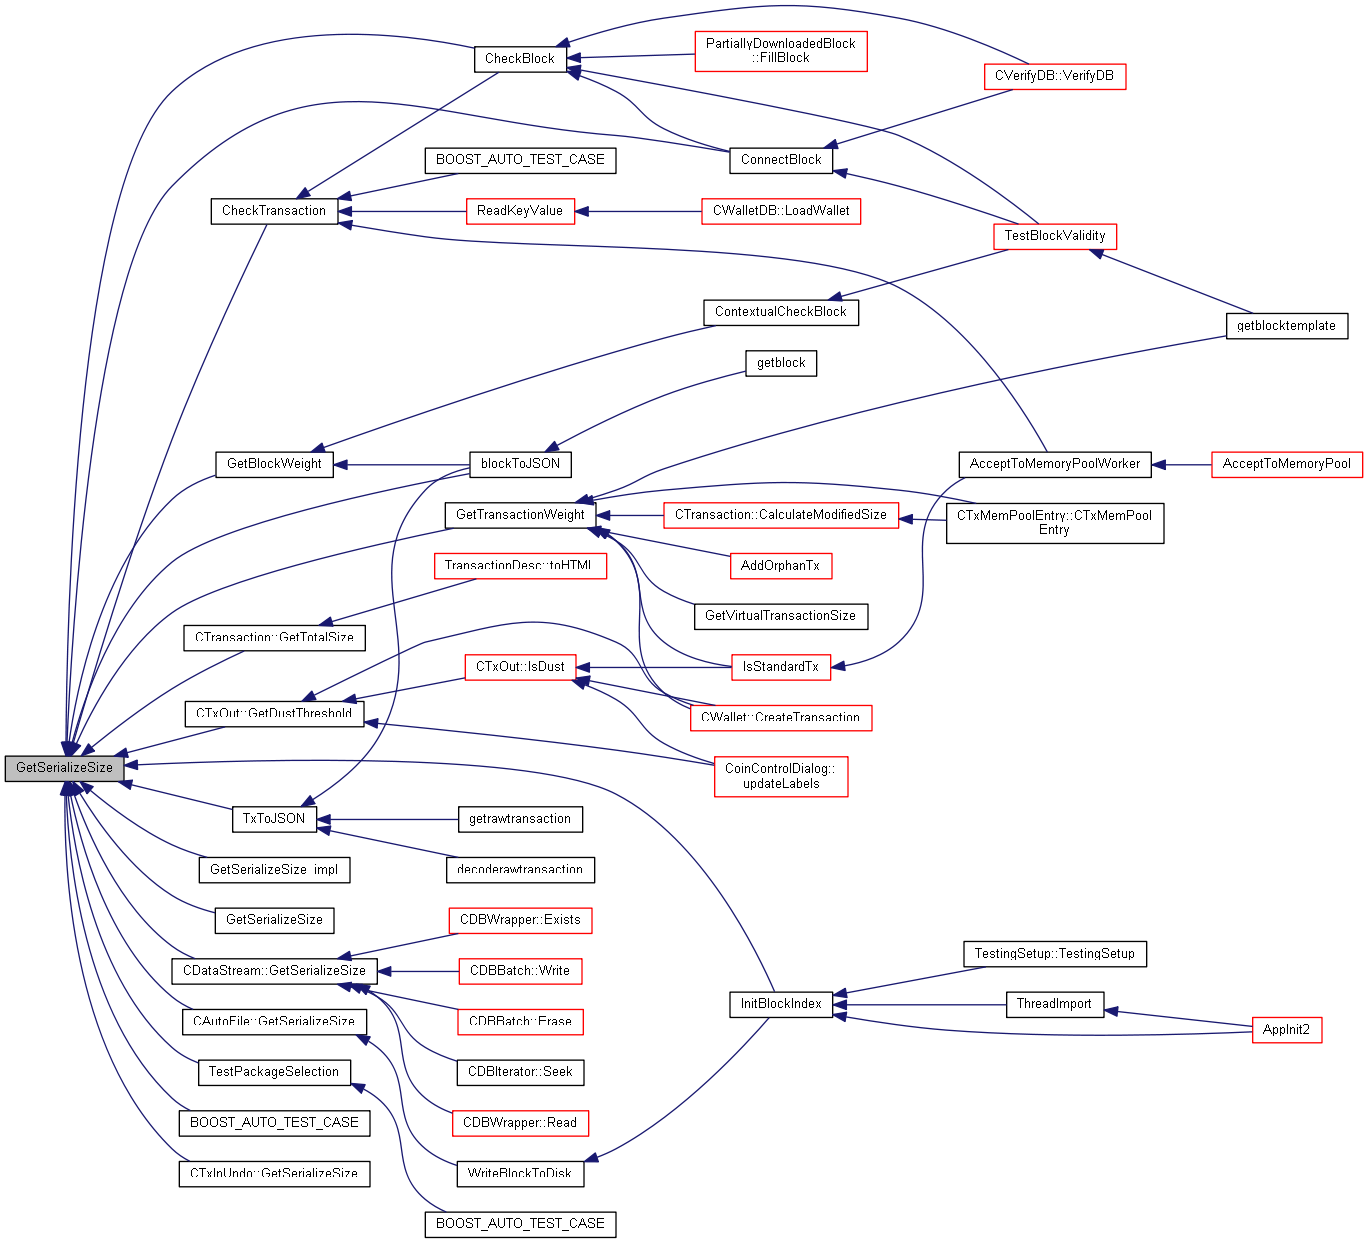 CheckBlock
PartiallyDownloadedBlock
::FillBlock
CVerifyDB::VerifyDB
BOOST_AUTO_TEST_CASE
ConnectBlock
CheckTransaction
ReadKeyValue
CWalletDB::LoadWallet
TestBlockValidity
ContextualCheckBlock
getblocktemplate
getblock
GetBlockWeight
blockToJSON
AcceptToMemoryPoolWorker
AcceptToMemoryPool
GetTransactionWeight
CTransaction::CalculateModifiedSize
CTxMemPoolEntry::CTxMemPool
Entry
TransactionDesc::toHTML
AddOrphanTx
GetVirtualTransactionSize
CTransaction::GetTotalSize
CTxOut::IsDust
IsStandardTx
CTxOut::GetDustThreshold
CWallet::CreateTransaction
GetSerializeSize
CoinControlDialog::
updateLabels
TxToJSON
getrawtransaction
GetSerializeSize_impl
decoderawtransaction
GetSerializeSize
CDBWrapper::Exists
CDataStream::GetSerializeSize
CDBBatch::Write
TestingSetup::TestingSetup
InitBlockIndex
ThreadImport
CAutoFile::GetSerializeSize
CDBBatch::Erase
AppInit2
TestPackageSelection
CDBIterator::Seek
BOOST_AUTO_TEST_CASE
CDBWrapper::Read
CTxInUndo::GetSerializeSize
WriteBlockToDisk
BOOST_AUTO_TEST_CASE